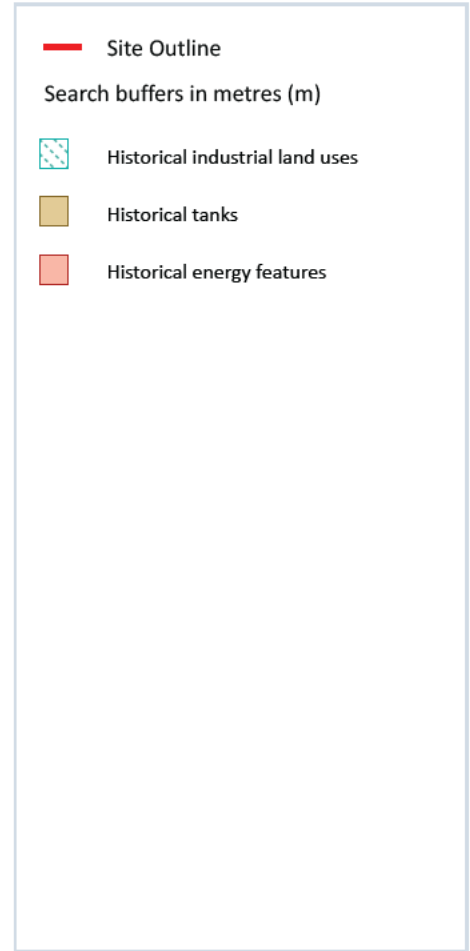 Site Outline
Search buffers in metres (m)
Historical industrial land uses
Historical tanks
Historical energy features